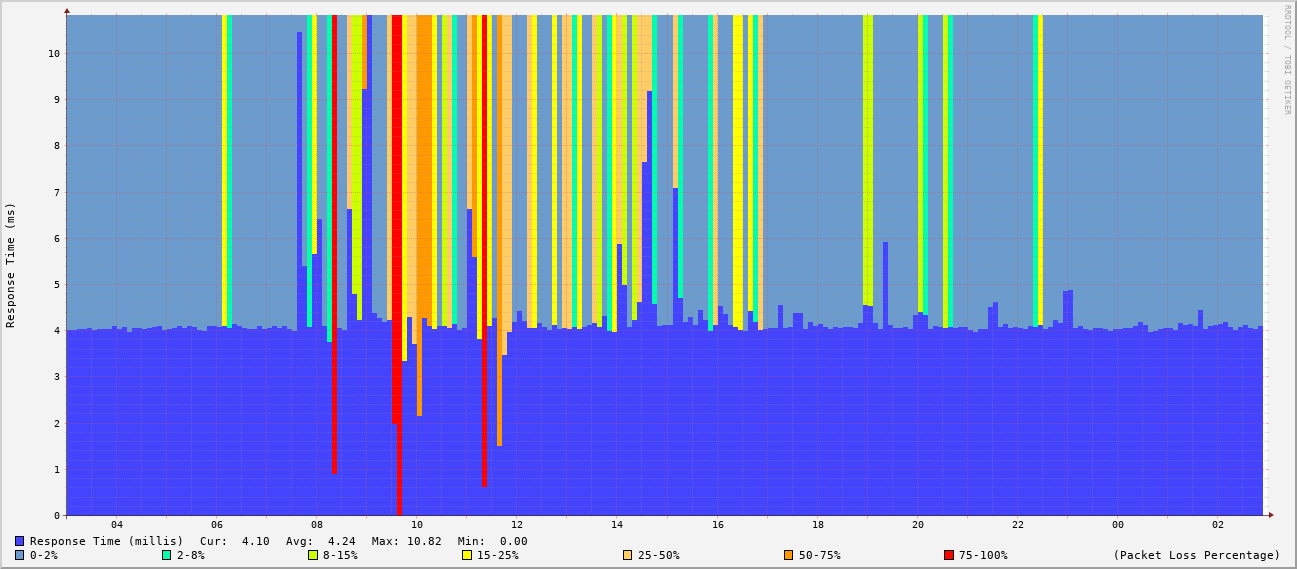 RRDTOOL / TOBI OETIKER
Response Time (ms)
10
9
8
7
6
5
4
3
2
1
0
04 06 08 10 12 14 16 18 20 22 00 02
Response Time (millis) Cur: 4.10 Avg: 4.24 Max: 10.82 Min: 0.00
0-2% 2-8% 8-15% 15-25% 25-50% 50-75% 75-100% (Packet Loss Percentage)